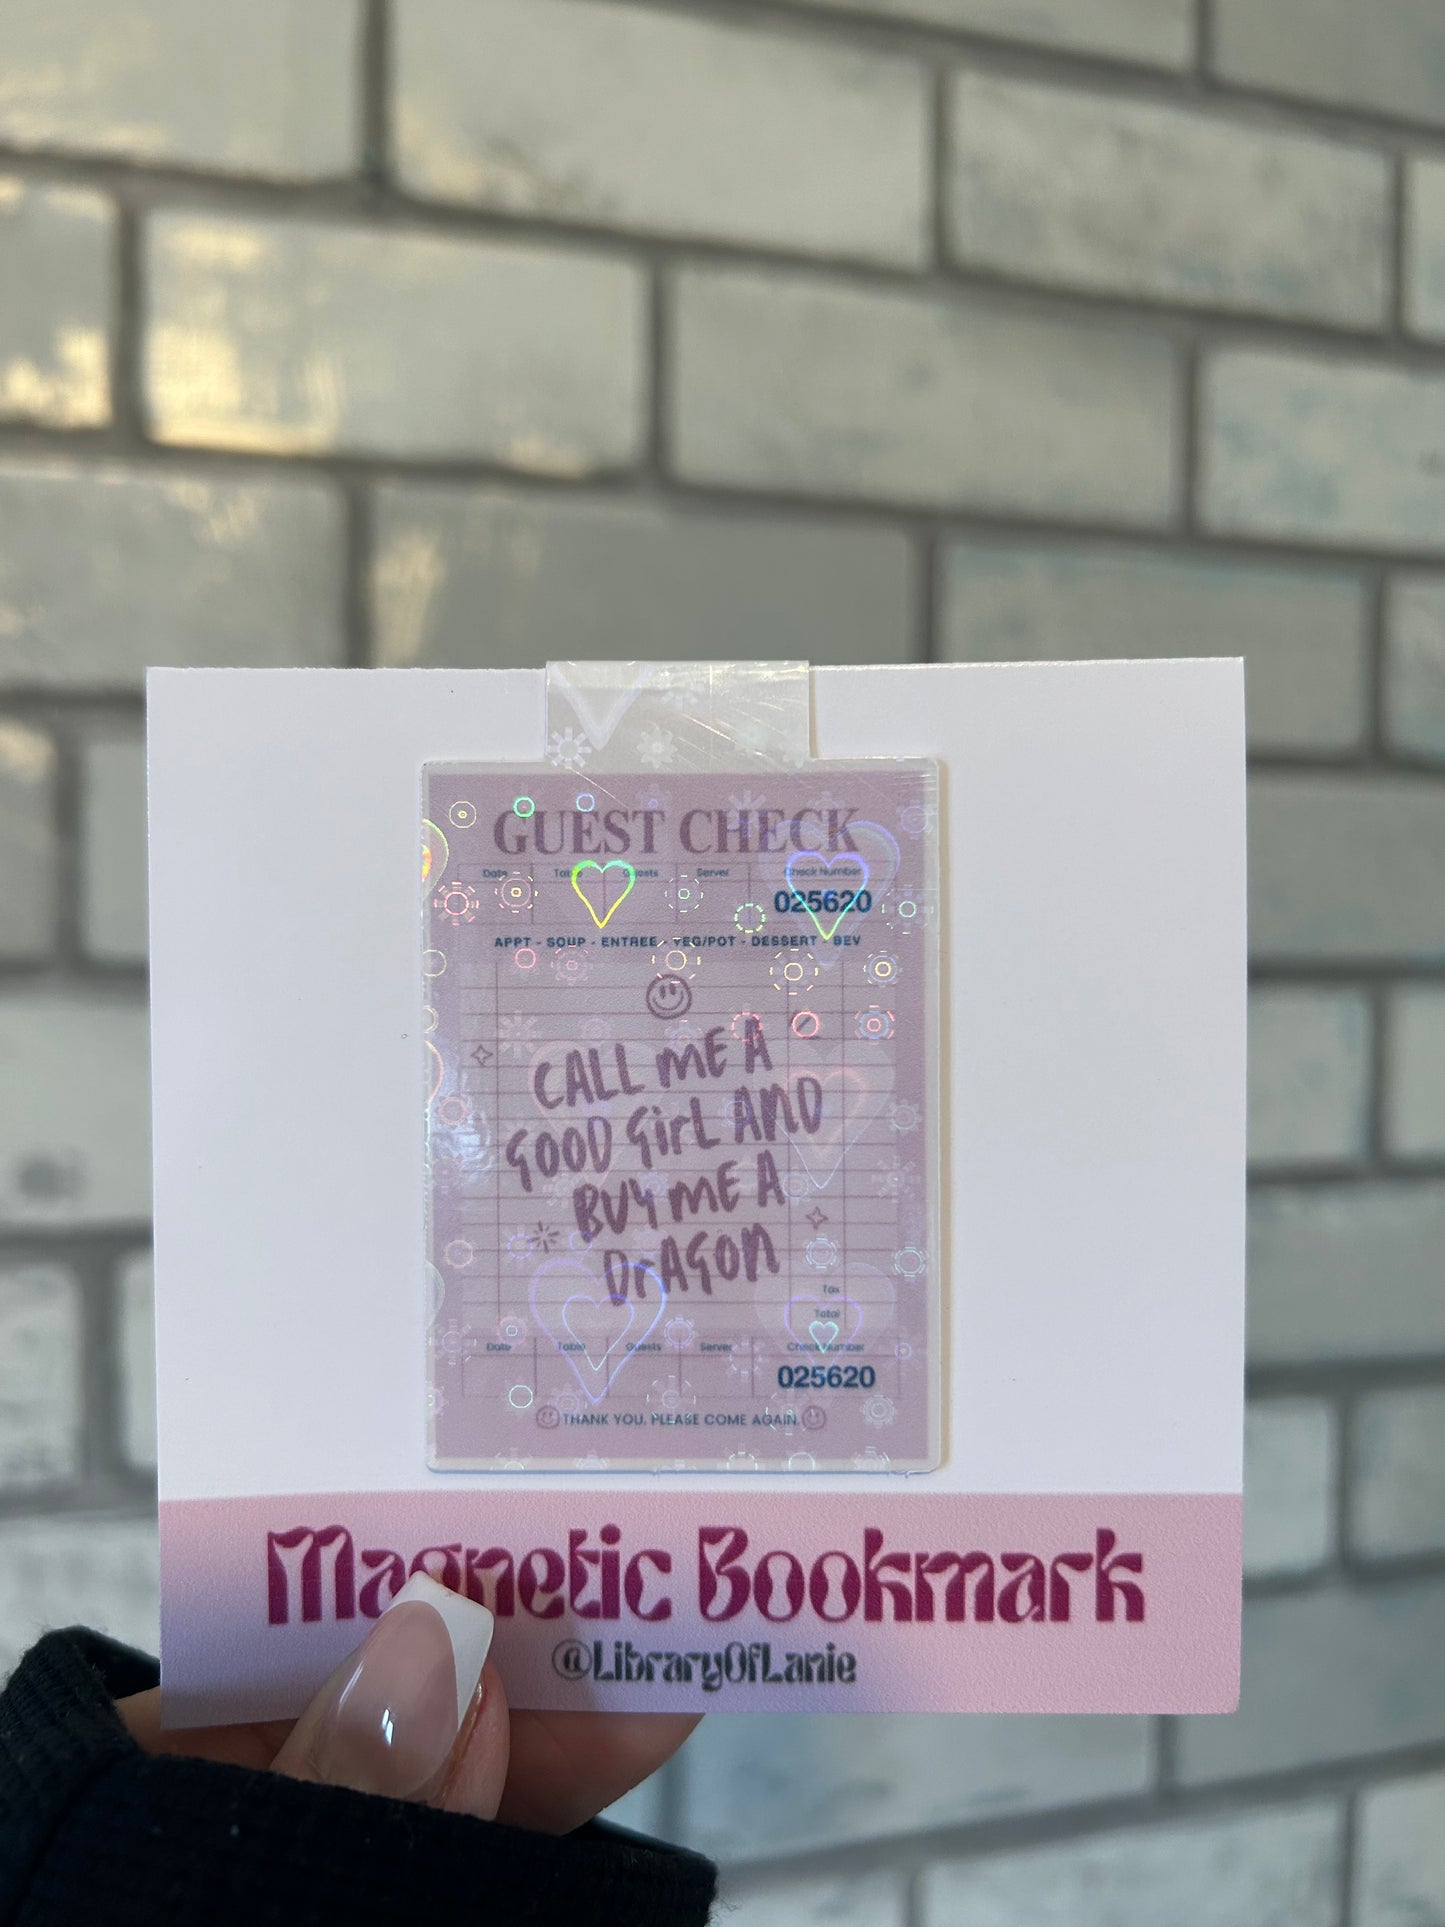 GUEST CHECK
Date Table Guests Server Check Number
025620
APPT - SOUP - ENTREE - VEG/POT - DESSERT - BEV
CALL ME A
GOOD GirL AND
BUY ME A
DrAGON
Tax
Total
Date Table Guests Server Check Number
025620
THANK YOU, PLEASE COME AGAIN.
Magnetic Bookmark
@LibraryOfLanie